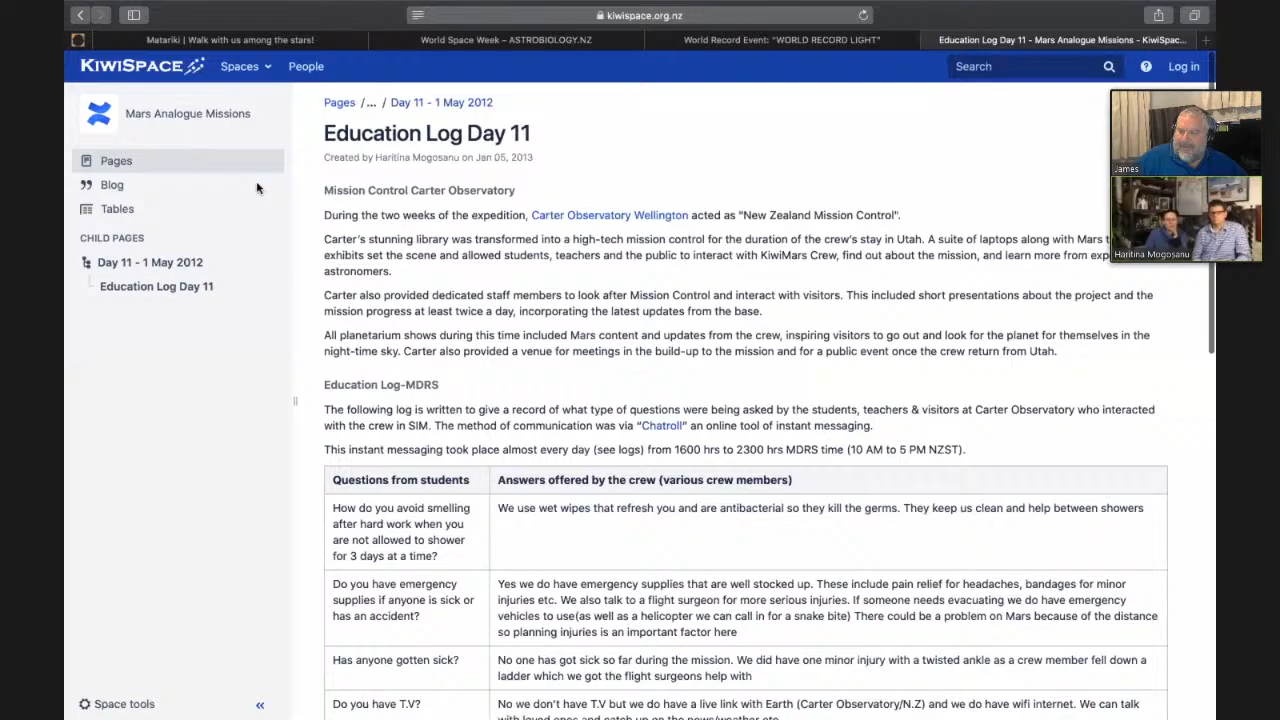 kiwispace.org.nz
Matariki | Walk with us among the stars!
World Space Week – ASTROBIOLOGY.NZ
World Record Event: "WORLD RECORD LIGHT"
Education Log Day 11 - Mars Analogue Missions - KiwiSpac...
KIWISPACE
Spaces
People
Search
Log in
Mars Analogue Missions
Pages
Blog
Tables
CHILD PAGES
Day 11 - 1 May 2012
Education Log Day 11
Space tools
Pages /... / Day 11 - 1 May 2012
Education Log Day 11
Created by Haritina Mogosanu on Jan 05, 2013
Mission Control Carter Observatory
During the two weeks of the expedition, Carter Observatory Wellington acted as "New Zealand Mission Control".
Carter's stunning library was transformed into a high-tech mission control for the duration of the crew's stay in Utah. A suite of laptops along with Mars
exhibits set the scene and allowed students, teachers and the public to interact with KiwiMars Crew, find out about the mission, and learn more from
astronomers.
Carter also provided dedicated staff members to look after Mission Control and interact with visitors. This included short presentations about the project and the
mission progress at least twice a day, incorporating the latest updates from the base.
All planetarium shows during this time included Mars content and updates from the crew, inspiring visitors to go out and look for the planet for themselves in the
night-time sky. Carter also provided a venue for meetings in the build-up to the mission and for a public event once the crew return from Utah.
Education Log-MDRS
The following log is written to give a record of what type of questions were being asked by the students, teachers & visitors at Carter Observatory who interacted
with the crew in SIM. The method of communication was via "Chatroll" an online tool of instant messaging.
This instant messaging took place almost every day (see logs) from 1600 hrs to 2300 hrs MDRS time (10 AM to 5 PM NZST).
Questions from students
Answers offered by the crew (various crew members)
How do you avoid smelling
after hard work when you
are not allowed to shower
for 3 days at a time?
We use wet wipes that refresh you and are antibacterial so they kill the germs. They keep us clean and help between showers
Do you have emergency
supplies if anyone is sick or
has an accident?
Yes we do have emergency supplies that are well stocked up. These include pain relief for headaches, bandages for minor
injuries etc. We also talk to a flight surgeon for more serious injuries. If someone needs evacuating we do have emergency
vehicles to use(as well as a helicopter we can call in for a snake bite) There could be a problem on Mars because of the distance
so planning injuries is an important factor here
Has anyone gotten sick?
No one has got sick so far during the mission. We did have one minor injury with a twisted ankle as a crew member fell down a
ladder which we got the flight surgeons help with
Do you have T.V?
No we don't have T.V but we do have a live link with Earth (Carter Observatory/N.Z) and we do have wifi internet. We can talk
with loved ones and catch up on the news/weather etc
James
Haritina Mogosanu